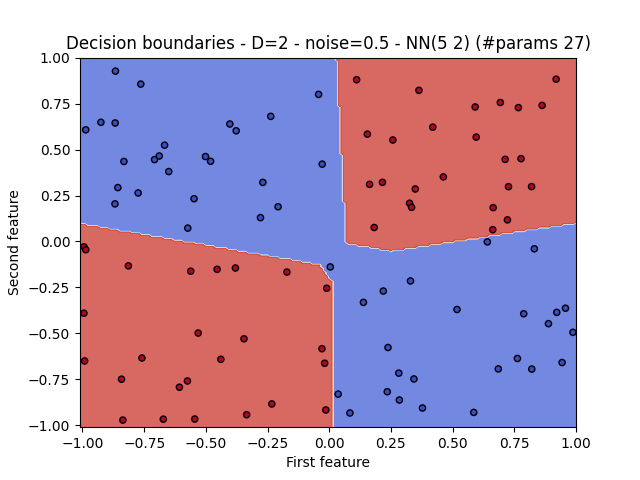 Decision boundaries - D=2 - noise=0.5 - NN(5 2) (#params 27)
1.00
0.75
0.50
0.25
0.00
−0.25
−0.50
−0.75
−1.00
Second feature
−1.00 −0.75 −0.50 −0.25 0.00 0.25 0.50 0.75 1.00
First feature